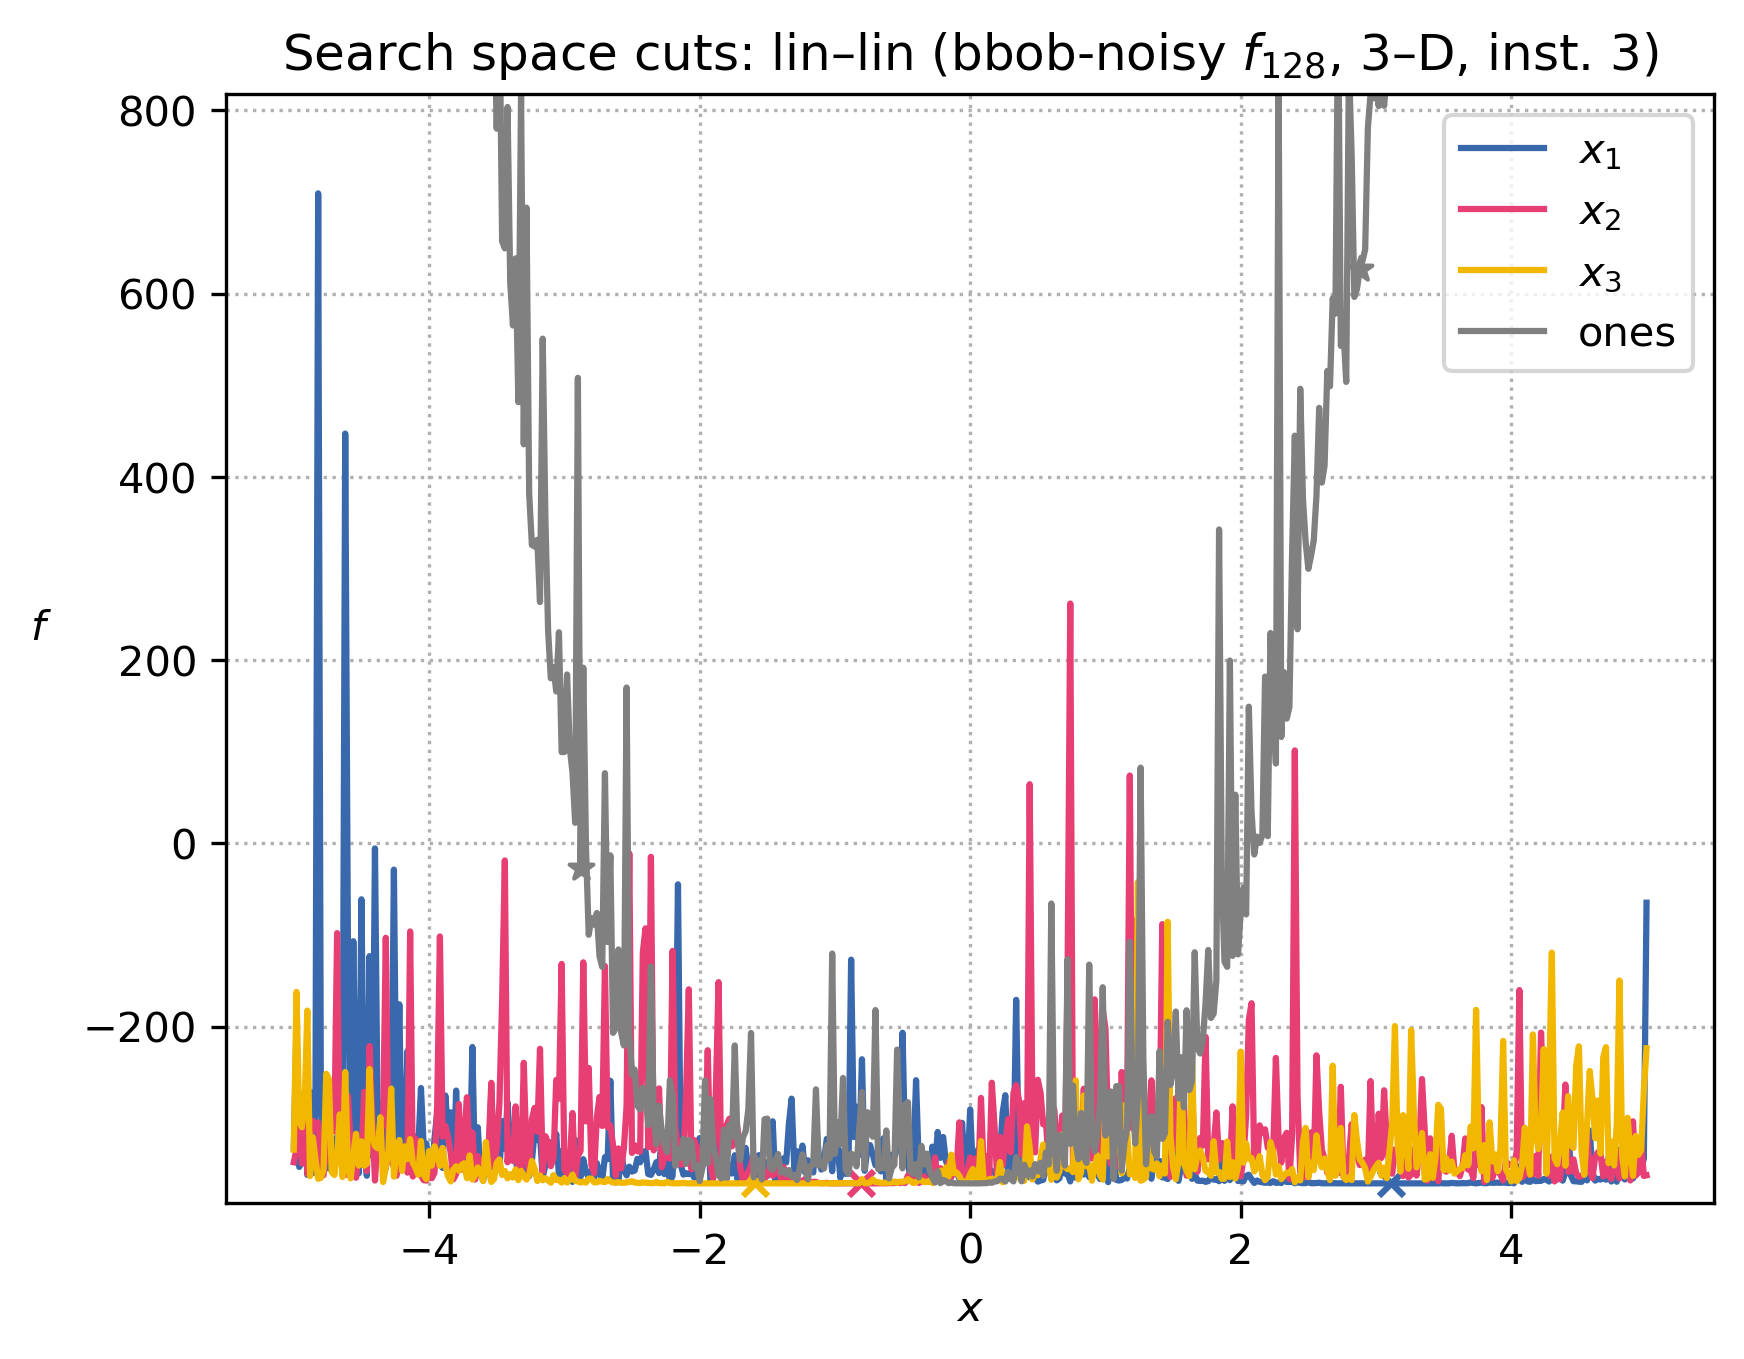 Search space cuts: lin–lin (bbob-noisy f₁₂₈, 3–D, inst. 3)
800
600
400
200
0
−200
f
x₁
x₂
x₃
ones
−4
−2
0
2
4
x